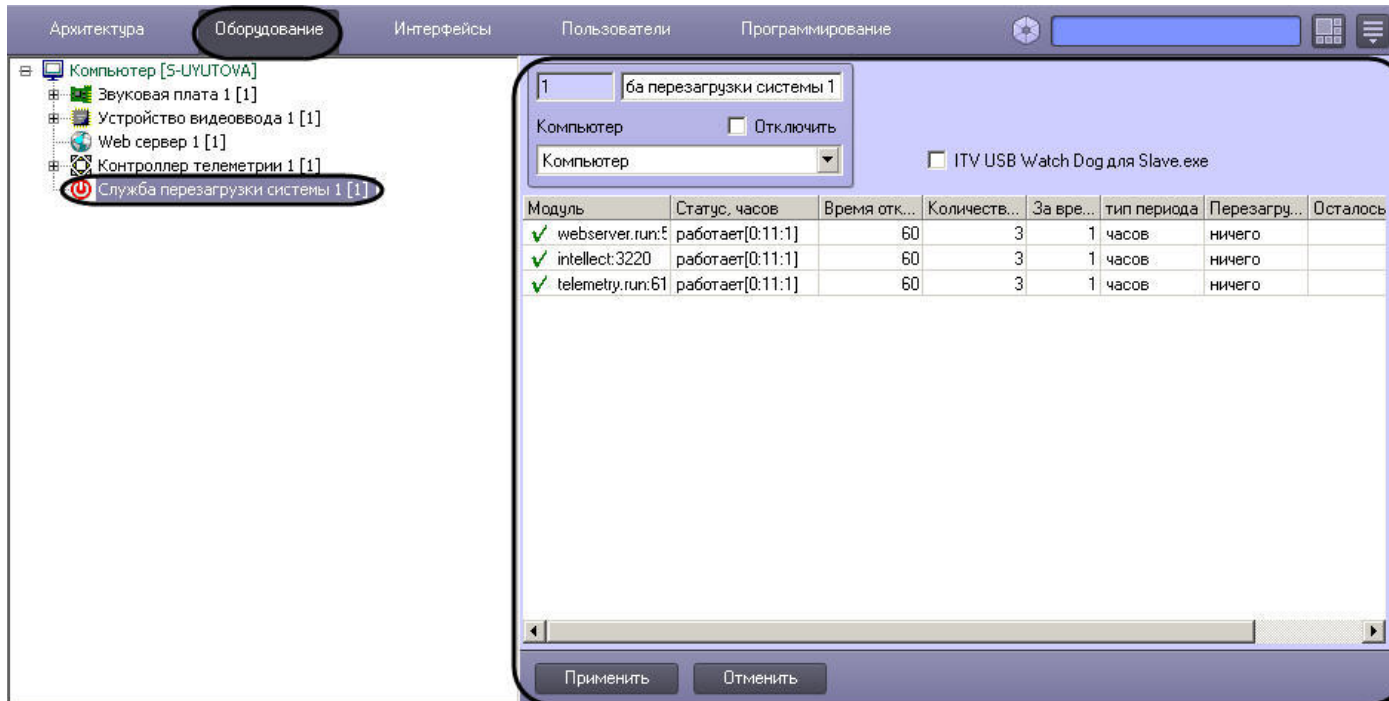 Архитектура Оборудование Интерфейсы Пользователи Программирование
Компьютер [S-UYUTOVA]
Звуковая плата 1 [1]
Устройство видеоввода 1 [1]
Web сервер 1 [1]
Контроллер телеметрии 1 [1]
Служба перезагрузки системы 1 [1]
1 ба перезагрузки системы 1
Компьютер Отключить
Компьютер
ITV USB Watch Dog для Slave.exe
Модуль Статус, часов Время отк... Количеств... За вре... тип периода Перезагру... Осталось
webserver.run:5 работает[0:11:1] 60 3 1 часов ничего
intellect:3220 работает[0:11:1] 60 3 1 часов ничего
telemetry.run:61 работает[0:11:1] 60 3 1 часов ничего
Применить Отменить